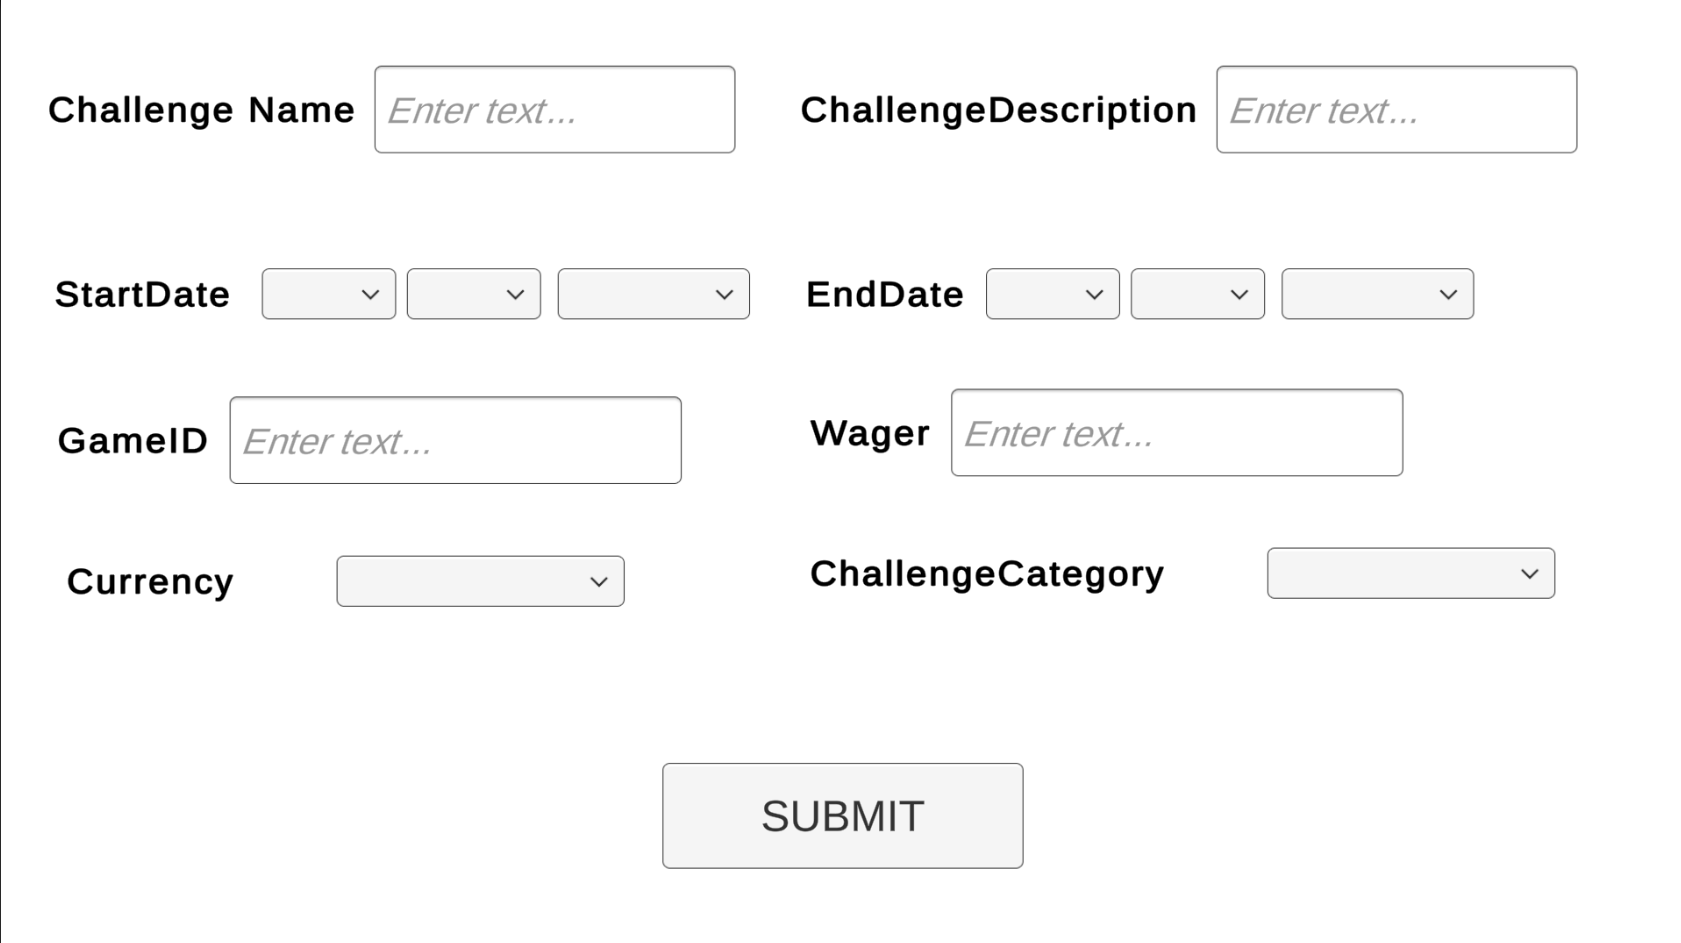 Challenge Name Enter text... ChallengeDescription Enter text...
StartDate EndDate
GameID Enter text... Wager Enter text...
Currency ChallengeCategory
SUBMIT